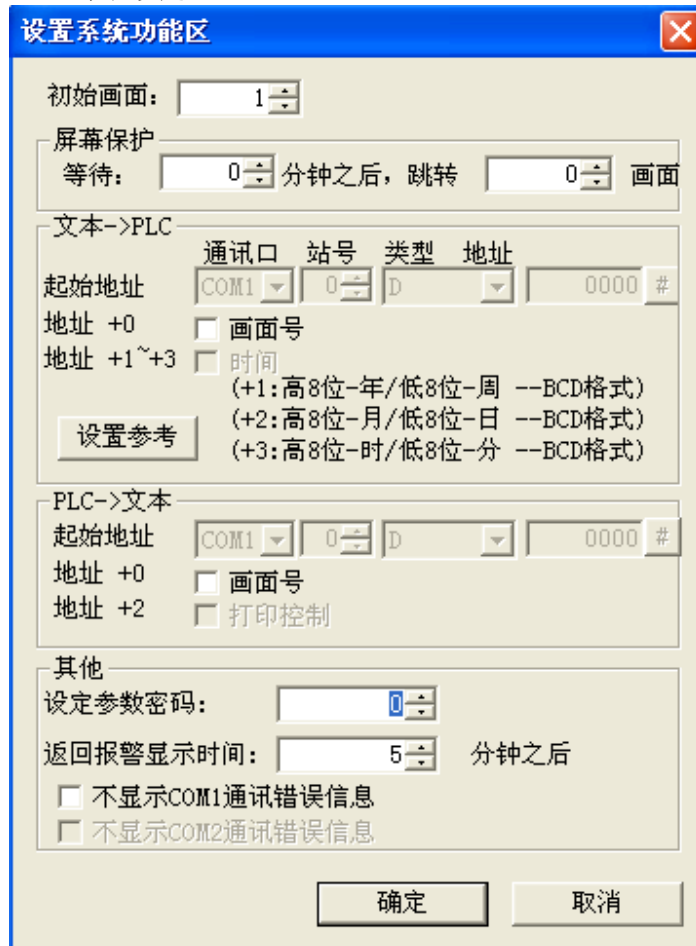 设置系统功能区
初始画面： 1
屏幕保护
等待： 0 分钟之后，跳转 0 画面
文本->PLC
通讯口 站号 类型 地址
起始地址 COM1 0 D 0000 #
地址 +0 画面号
地址 +1~+3 时间
(+1:高8位-年/低8位-周 --BCD格式)
(+2:高8位-月/低8位-日 --BCD格式)
设置参考
(+3:高8位-时/低8位-分 --BCD格式)
PLC->文本
起始地址 COM1 0 D 0000 #
地址 +0 画面号
地址 +2 打印控制
其他
设定参数密码： 0
返回报警显示时间： 5 分钟之后
不显示COM1通讯错误信息
不显示COM2通讯错误信息
确定 取消